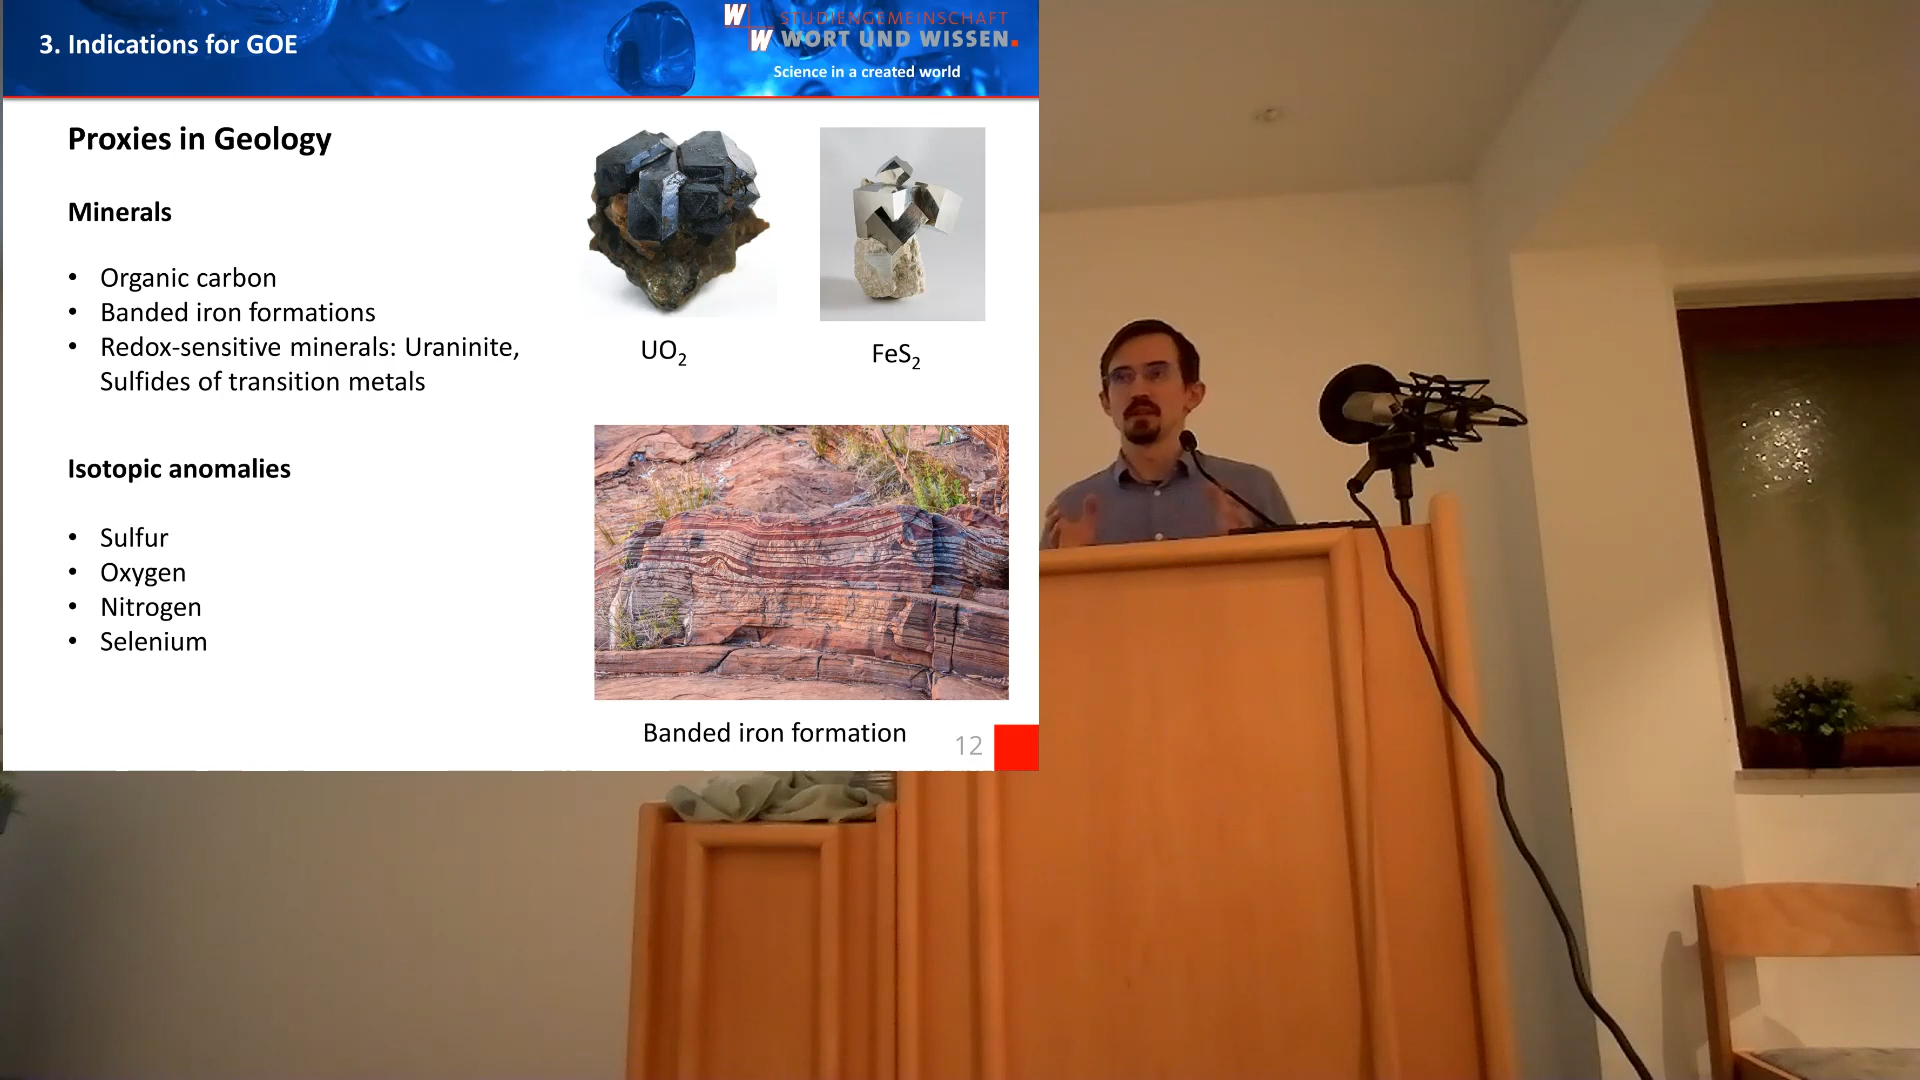 3. Indications for GOE
W
W
STUDIENGEMEINSCHAFT
WORT UND WISSEN.
Science in a created world
Proxies in Geology
Minerals
• Organic carbon
• Banded iron formations
• Redox-sensitive minerals: Uraninite,
Sulfides of transition metals
UO₂
FeS₂
Isotopic anomalies
• Sulfur
• Oxygen
• Nitrogen
• Selenium
Banded iron formation
12